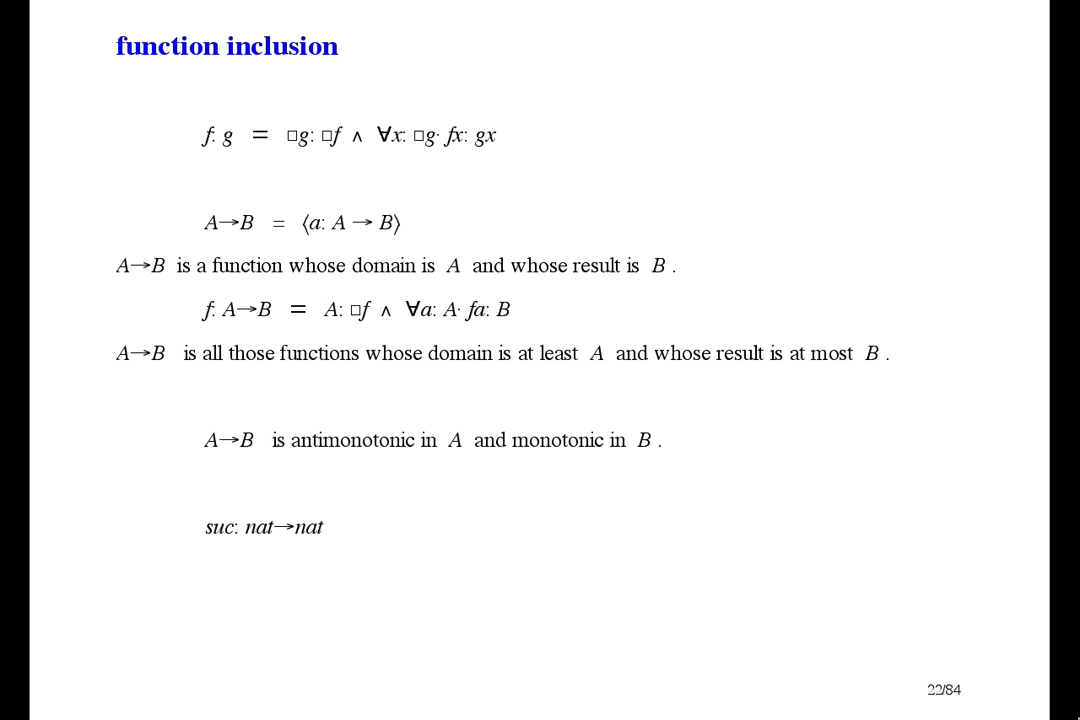 function inclusion
f: g = □g: □f ∧ ∀x: □g· fx: gx
A→B = ⟨a: A → B⟩
A→B is a function whose domain is A and whose result is B .
f: A→B = A: □f ∧ ∀a: A· fa: B
A→B is all those functions whose domain is at least A and whose result is at most B .
A→B is antimonotonic in A and monotonic in B .
suc: nat→nat
22/84